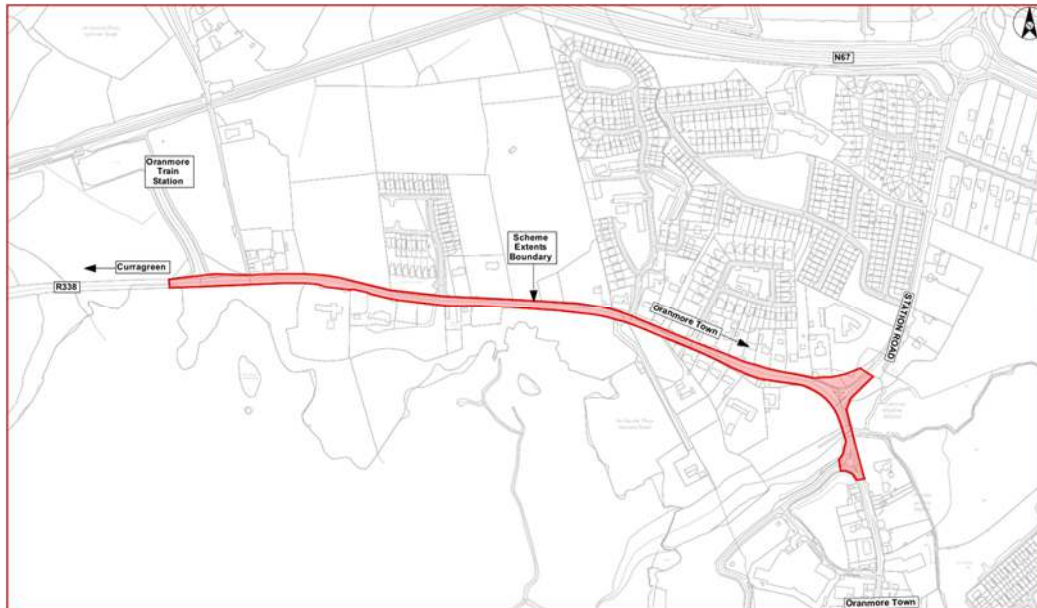 N67
Oranmore
Train
Station
Scheme
Extents
Boundary
Curragreen
R338
Oranmore Town
STATION ROAD
Oranmore Town